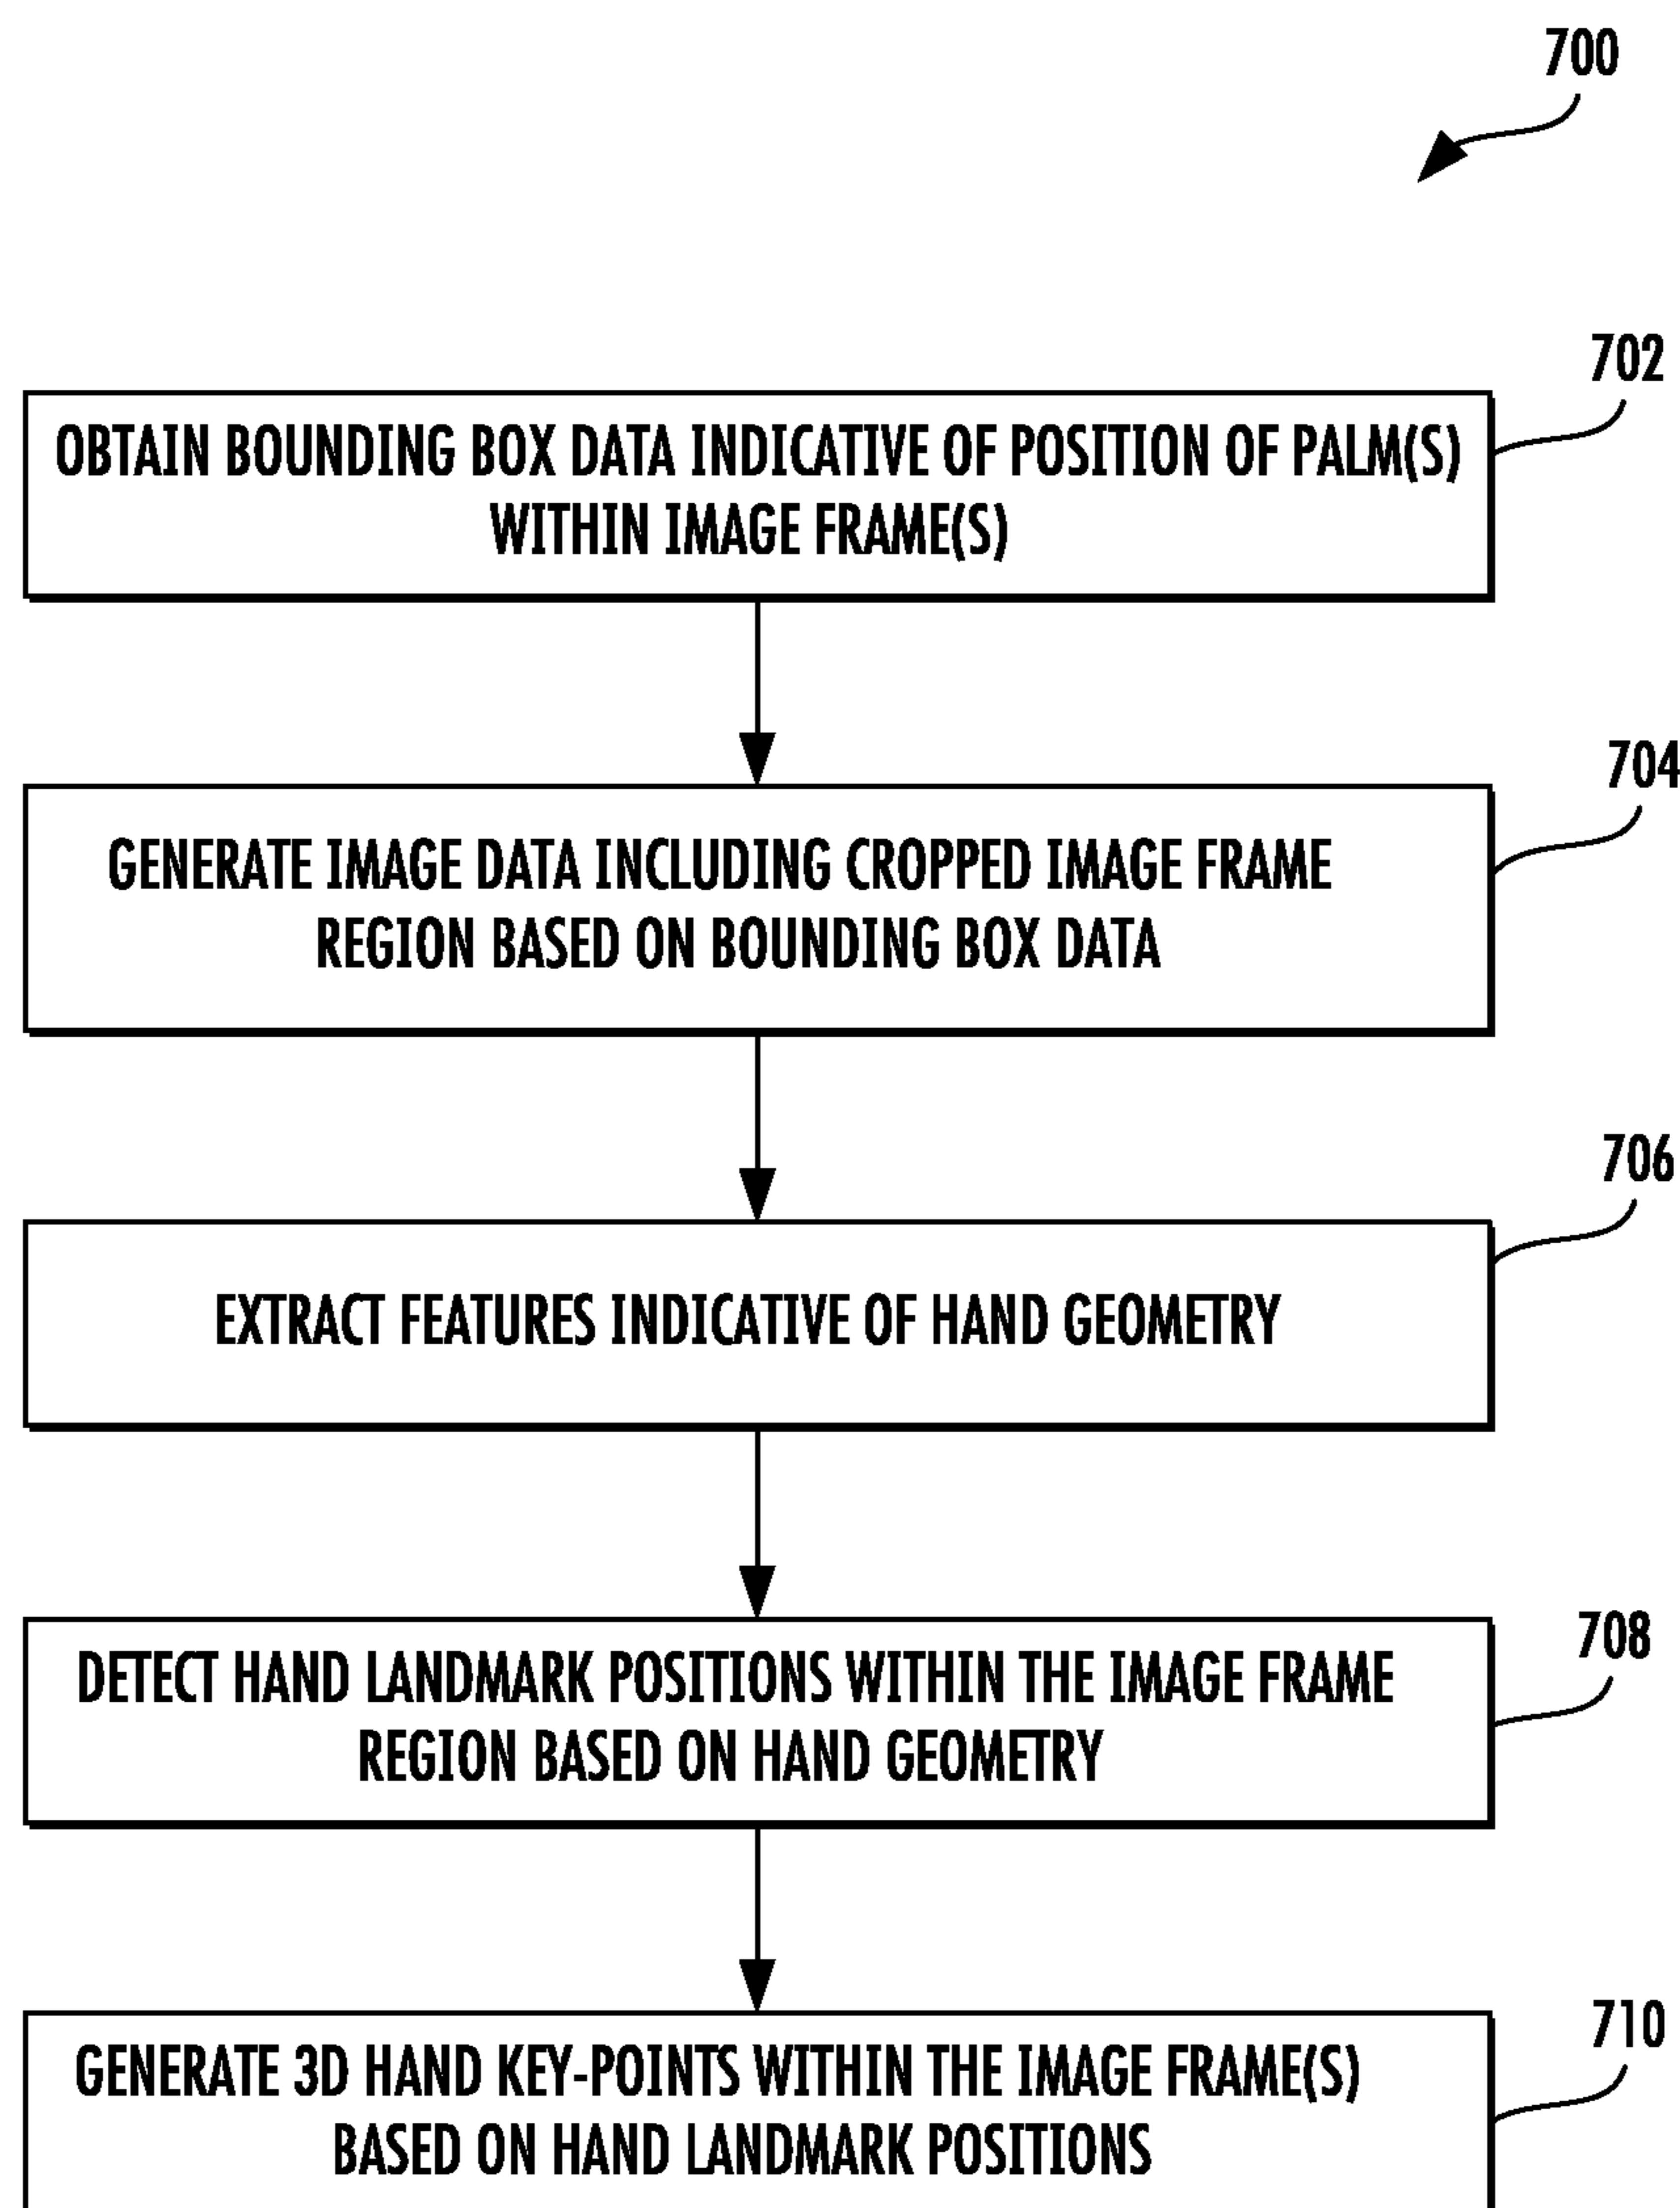 700
702
OBTAIN BOUNDING BOX DATA INDICATIVE OF POSITION OF PALM(S)
WITHIN IMAGE FRAME(S)
704
GENERATE IMAGE DATA INCLUDING CROPPED IMAGE FRAME
REGION BASED ON BOUNDING BOX DATA
706
EXTRACT FEATURES INDICATIVE OF HAND GEOMETRY
708
DETECT HAND LANDMARK POSITIONS WITHIN THE IMAGE FRAME
REGION BASED ON HAND GEOMETRY
710
GENERATE 3D HAND KEY-POINTS WITHIN THE IMAGE FRAME(S)
BASED ON HAND LANDMARK POSITIONS